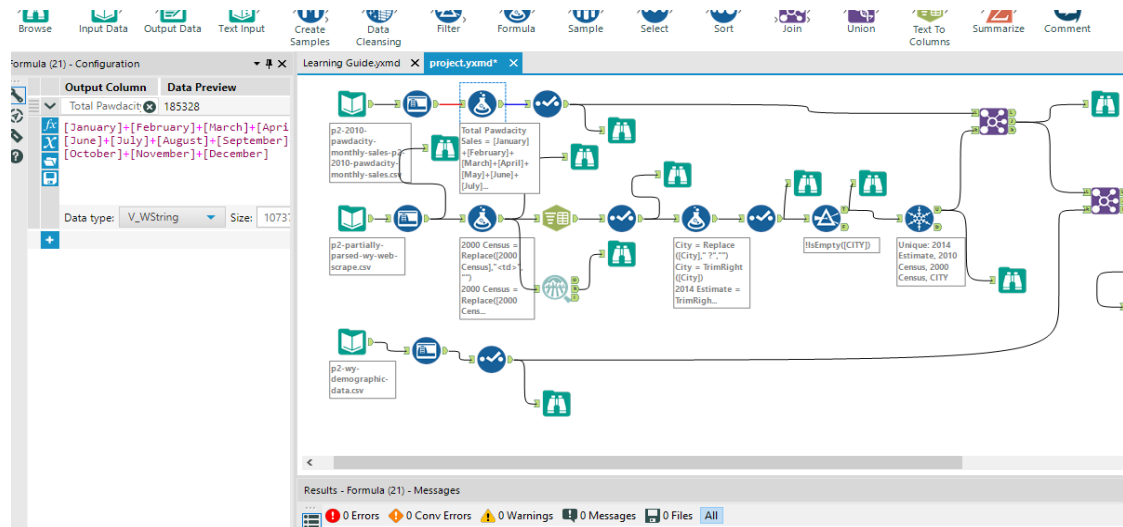 Browse
Input Data
Output Data
Text Input
Create
Samples
Data
Cleansing
Filter
Formula
Sample
Select
Sort
Join
Union
Text To
Columns
Summarize
Comment
Formula (21) - Configuration
Learning Guide.yxmd
project.yxmd*
Output Column
Data Preview
Total Pawdacit
185328
[January]+[February]+[March]+[Apri
[June]+[July]+[August]+[September]
[October]+[November]+[December]
Data type:
V_WString
Size:
1073
p2-2010-
pawdacity-
monthly-sales-p2-
2010-pawdacity-
monthly-sales.csv
Total Pawdacity
Sales = [January]
+[February]+
[March]+[April]+
[May]+[June]+
[July]...
p2-partially-
parsed-wy-web-
scrape.csv
2000 Census =
Replace([2000
Census],"<td>",
"")
2000 Census =
Replace([2000
Cens...
City = Replace
([City]," ?","")
City = TrimRight
([City])
2014 Estimate =
TrimRigh...
!IsEmpty([CITY])
Unique: 2014
Estimate, 2010
Census, 2000
Census, CITY
p2-wy-
demographic-
data.csv
Results - Formula (21) - Messages
0 Errors
0 Conv Errors
0 Warnings
0 Messages
0 Files
All